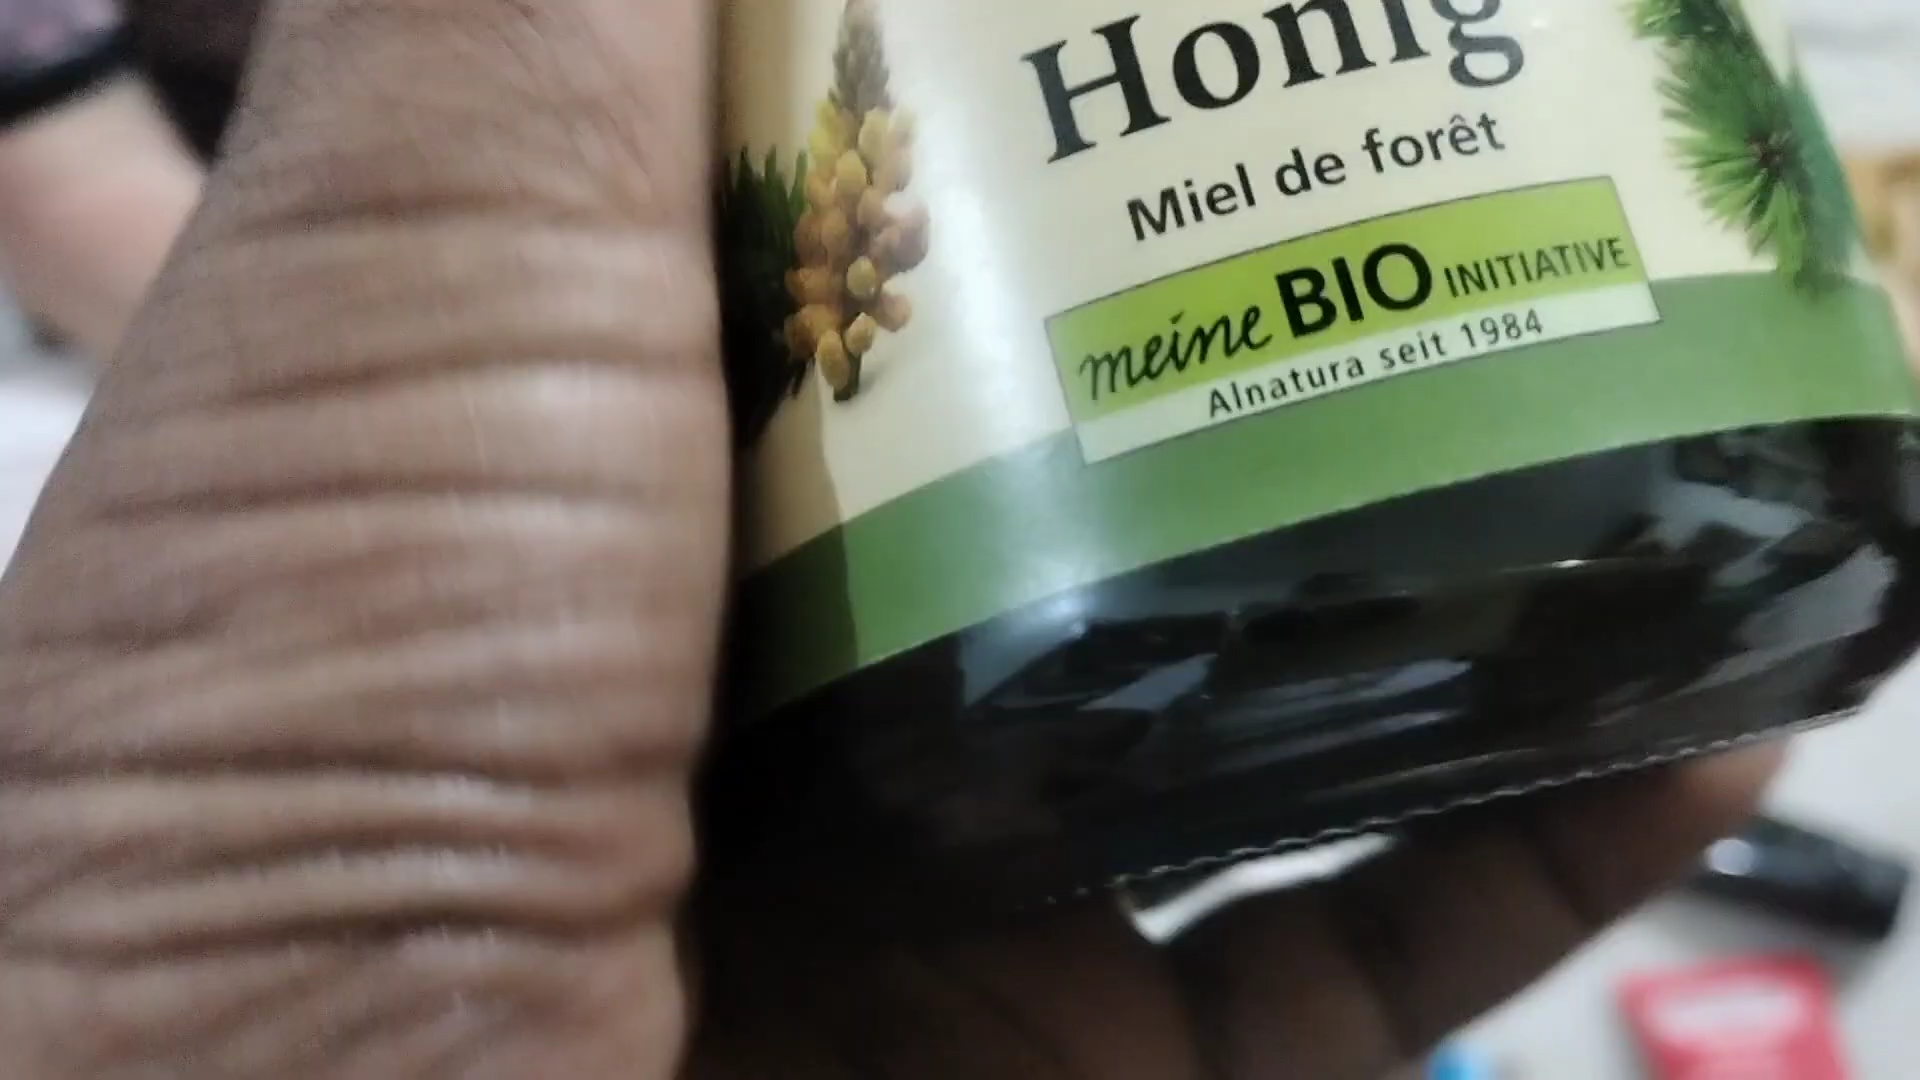 Honig
Miel de forêt
meine BIO INITIATIVE
Alnatura seit 1984